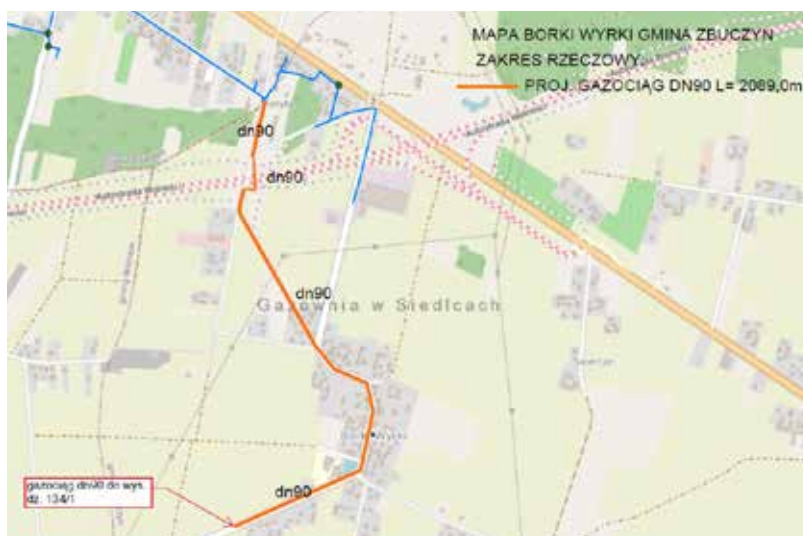 MAPA BORKI WYRKI GMINA ZBUCZYN
ZAKRES RZECZOWY:
PROJ. GAZOCIĄG DN90 L= 2089,0m
dn90
dn90
dn90
Gazownia w Siedlcach
gazociąg dn90 do wys.
dz. 134/1
dn90